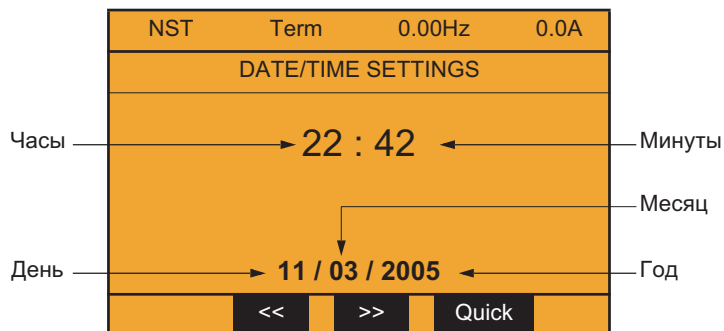 NST Term 0.00Hz 0.0A
DATE/TIME SETTINGS
Часы 22 : 42 Минуты
Месяц
День 11 / 03 / 2005 Год
<< >> Quick